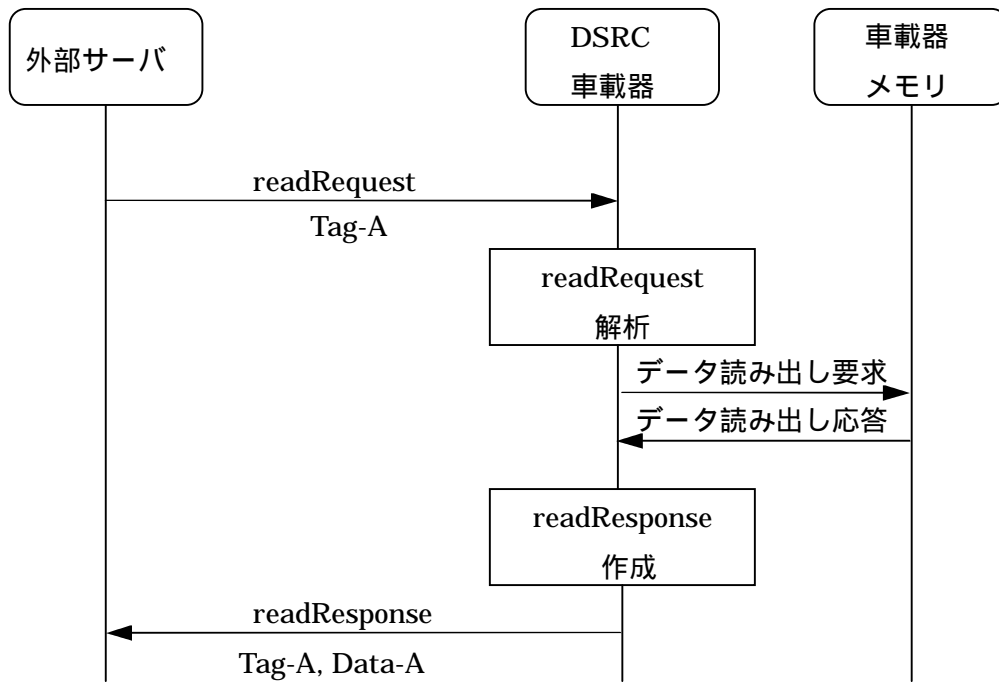 外部サーバ
DSRC
車載器
車載器
メモリ
readRequest
Tag-A
readRequest
解析
データ読み出し要求
データ読み出し応答
readResponse
作成
readResponse
Tag-A, Data-A